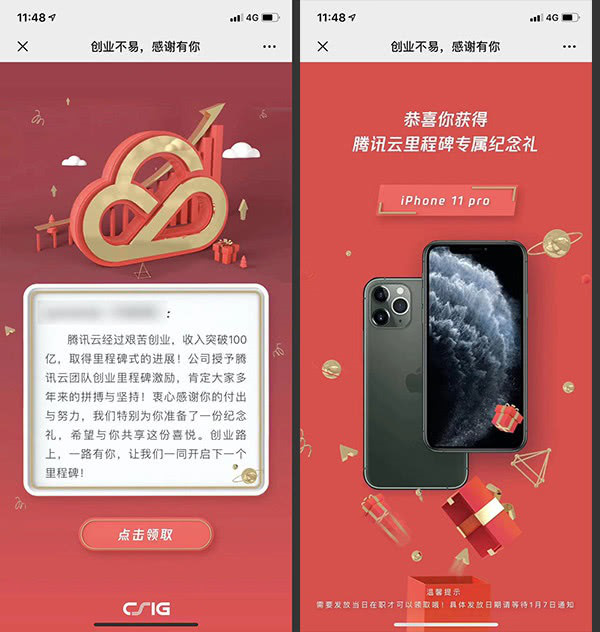 11:48
4G
创业不易，感谢有你
：
腾讯云经过艰苦创业，收入突破100
亿，取得里程碑式的进展！公司授予腾
讯云团队创业里程碑激励，肯定大家多
年来的拼搏与坚持！衷心感谢你的付出
与努力，我们特别为你准备了一份纪念
礼，希望与你共享这份喜悦。创业路
上，一路有你，让我们一同开启下一个
里程碑！
点击领取
CSIG
11:48
4G
创业不易，感谢有你
恭喜你获得
腾讯云里程碑专属纪念礼
iPhone 11 pro
温馨提示
需要发放当日在职才可以领取哦！具体发放日期请等待1月7日通知